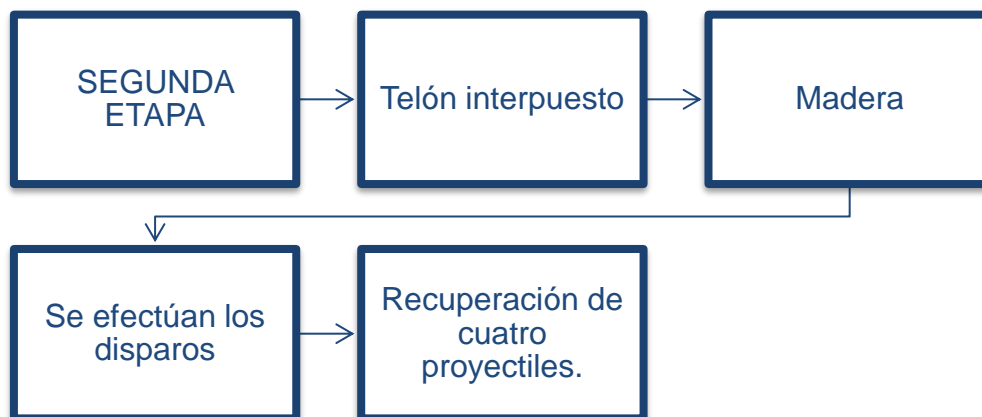 SEGUNDA
ETAPA
Telón interpuesto
Madera
Se efectúan los
disparos
Recuperación de
cuatro
proyectiles.